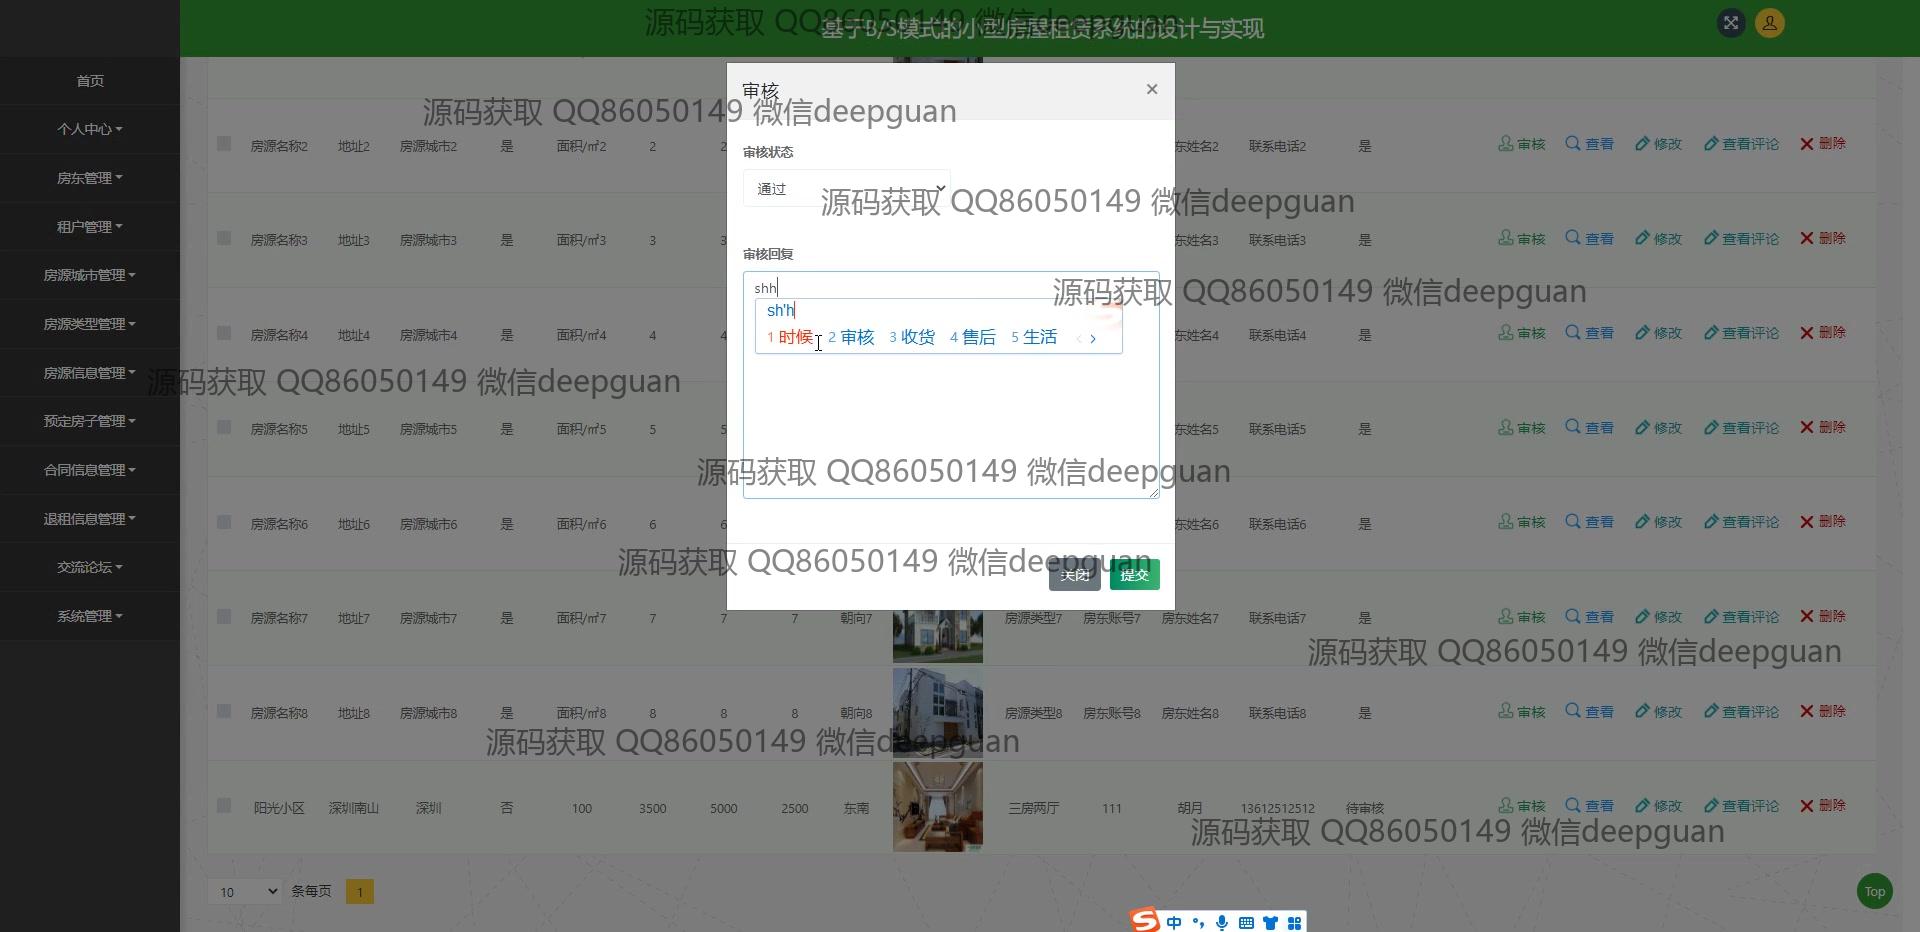 基于B/S模式的小型房屋租赁系统的设计与实现
源码获取 QQ86050149 微信deepguan
首页
个人中心
房东管理
租户管理
房源城市管理
房源类型管理
房源信息管理
预定房子管理
合同信息管理
退租信息管理
交流论坛
系统管理
审核
×
源码获取 QQ86050149 微信deepguan
审核状态
通过
源码获取 QQ86050149 微信deepguan
审核回复
shh
sh'h
1 时候 2 审核 3 收货 4 售后 5 生活
源码获取 QQ86050149 微信deepguan
源码获取 QQ86050149 微信deepguan
源码获取 QQ86050149 微信deepguan
源码获取 QQ86050149 微信deepguan
关闭 提交
房源名称2 地址2 房源城市2 是 面积/㎡2 2 2 东姓名2 联系电话2 是 审核 查看 修改 查看评论 删除
房源名称3 地址3 房源城市3 是 面积/㎡3 3 3 东姓名3 联系电话3 是 审核 查看 修改 查看评论 删除
房源名称4 地址4 房源城市4 是 面积/㎡4 4 4 东姓名4 联系电话4 是 审核 查看 修改 查看评论 删除
房源名称5 地址5 房源城市5 是 面积/㎡5 5 5 东姓名5 联系电话5 是 审核 查看 修改 查看评论 删除
房源名称6 地址6 房源城市6 是 面积/㎡6 6 6 东姓名6 联系电话6 是 审核 查看 修改 查看评论 删除
房源名称7 地址7 房源城市7 是 面积/㎡7 7 7 7 朝向7 房源类型7 房东账号7 房东姓名7 联系电话7 是 审核 查看 修改 查看评论 删除
源码获取 QQ86050149 微信deepguan
房源名称8 地址8 房源城市8 是 面积/㎡8 8 8 8 朝向8 房源类型8 房东账号8 房东姓名8 联系电话8 是 审核 查看 修改 查看评论 删除
源码获取 QQ86050149 微信deepguan
阳光小区 深圳南山 深圳 否 100 3500 5000 2500 东南 三房两厅 111 胡月 13612512512 待审核 审核 查看 修改 查看评论 删除
源码获取 QQ86050149 微信deepguan
10 条每页 1
Top
S 中